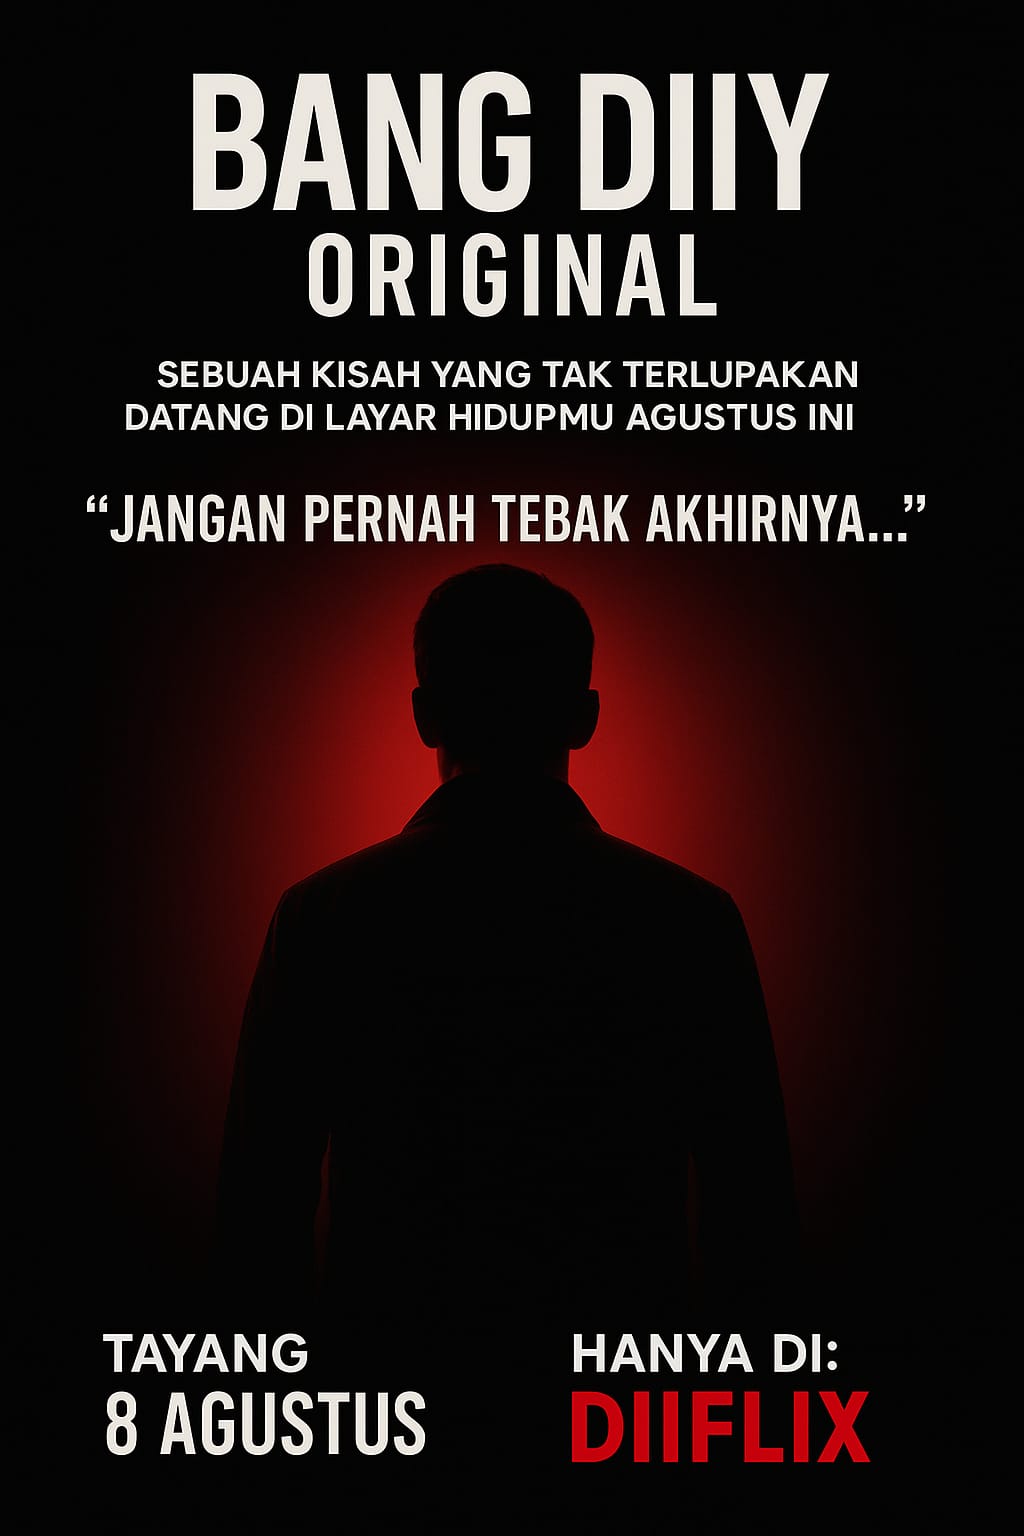 BANG DIIY
ORIGINAL
SEBUAH KISAH YANG TAK TERLUPAKAN
DATANG DI LAYAR HIDUPMU AGUSTUS INI
“JANGAN PERNAH TEBAK AKHIRNYA...”
TAYANG
8 AGUSTUS
HANYA DI:
DIIFLIX